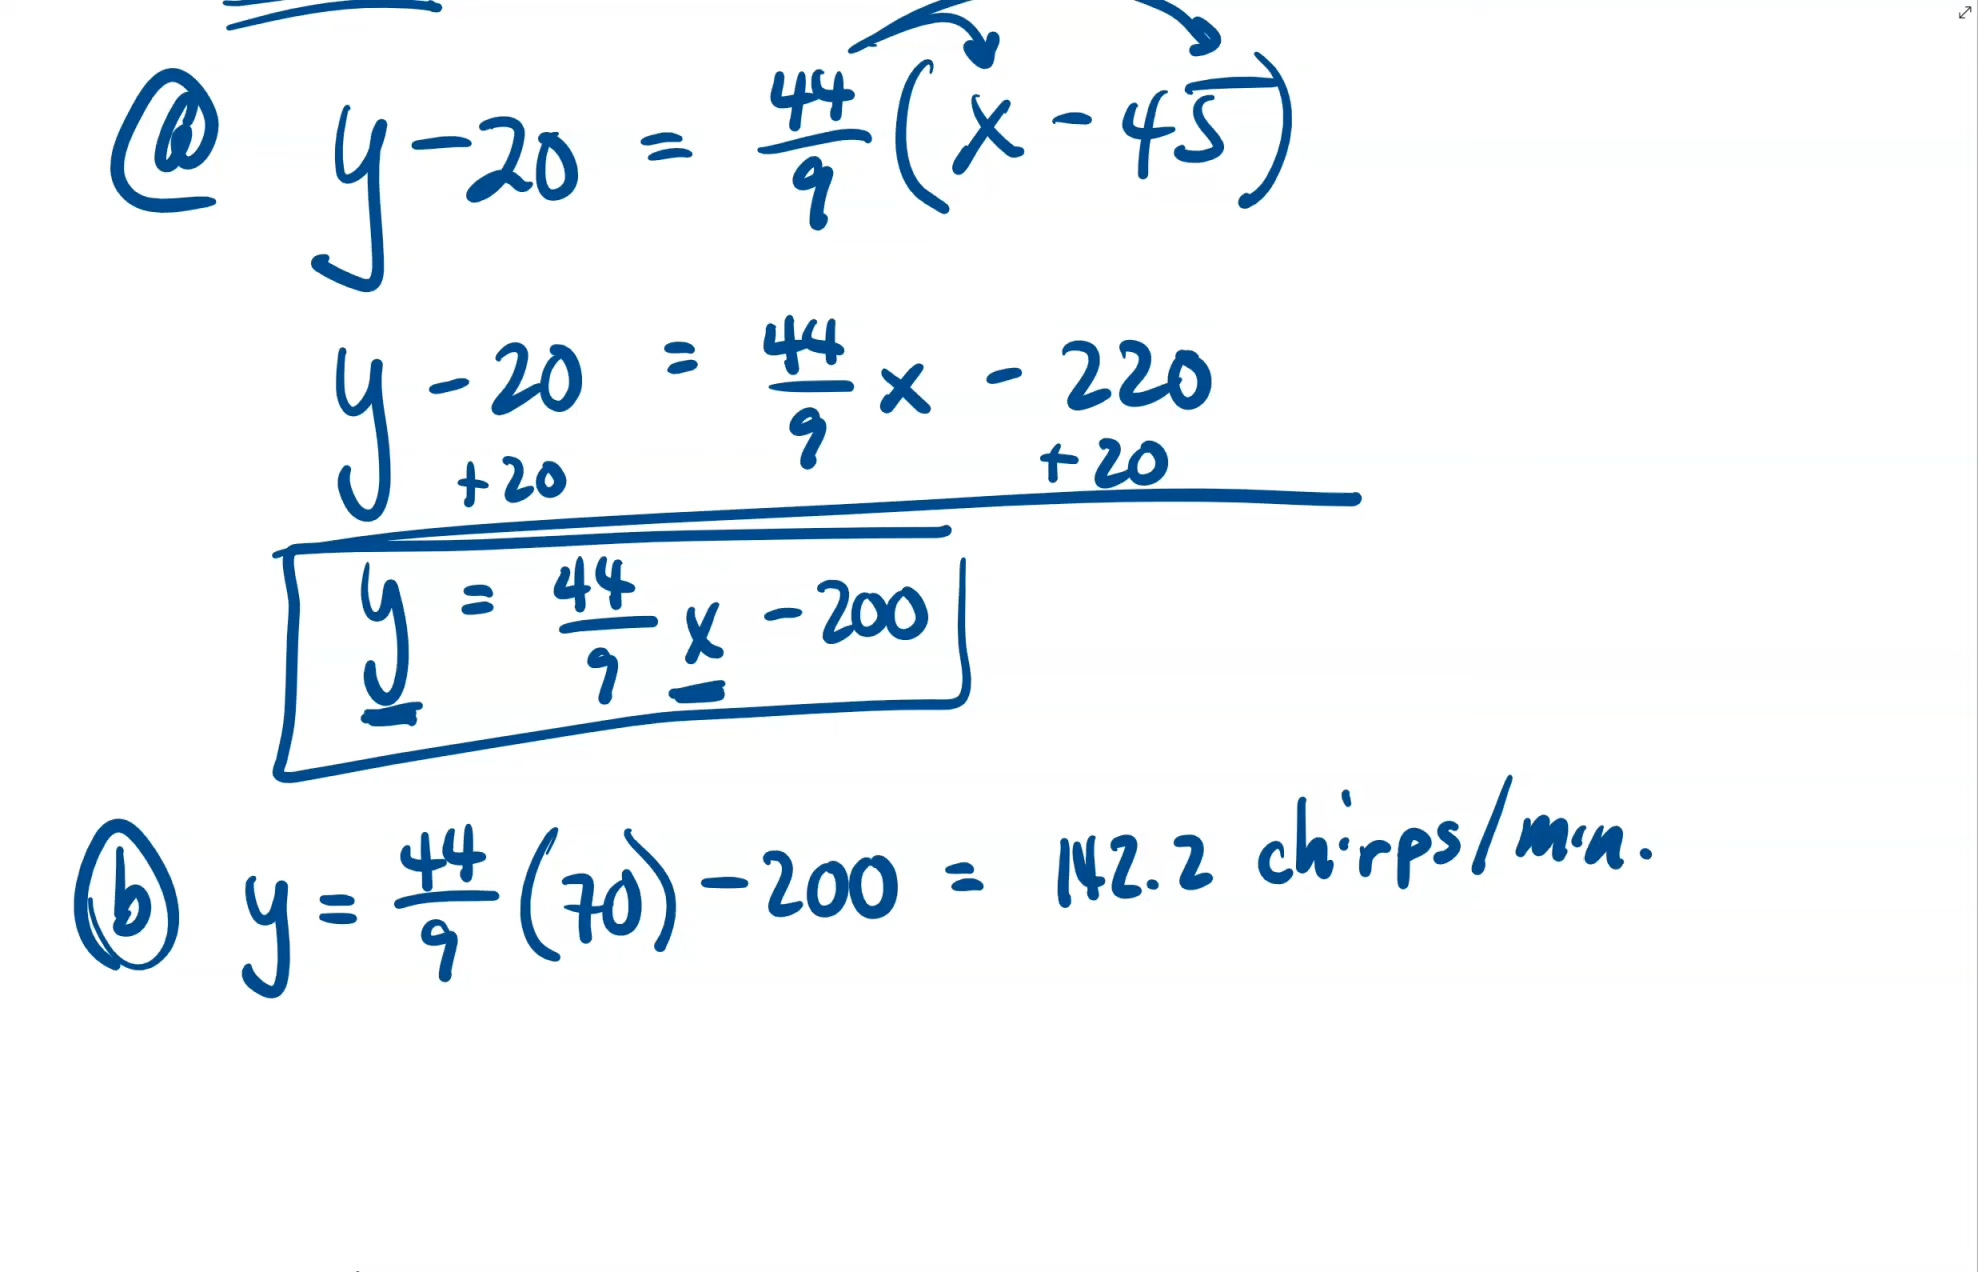 (a) y - 20 = 44/9 (x - 45)
y - 20 = 44/9 x - 220
+20 +20
y = 44/9 x - 200
(b) y = 44/9 (70) - 200 = 142.2 chirps/min.